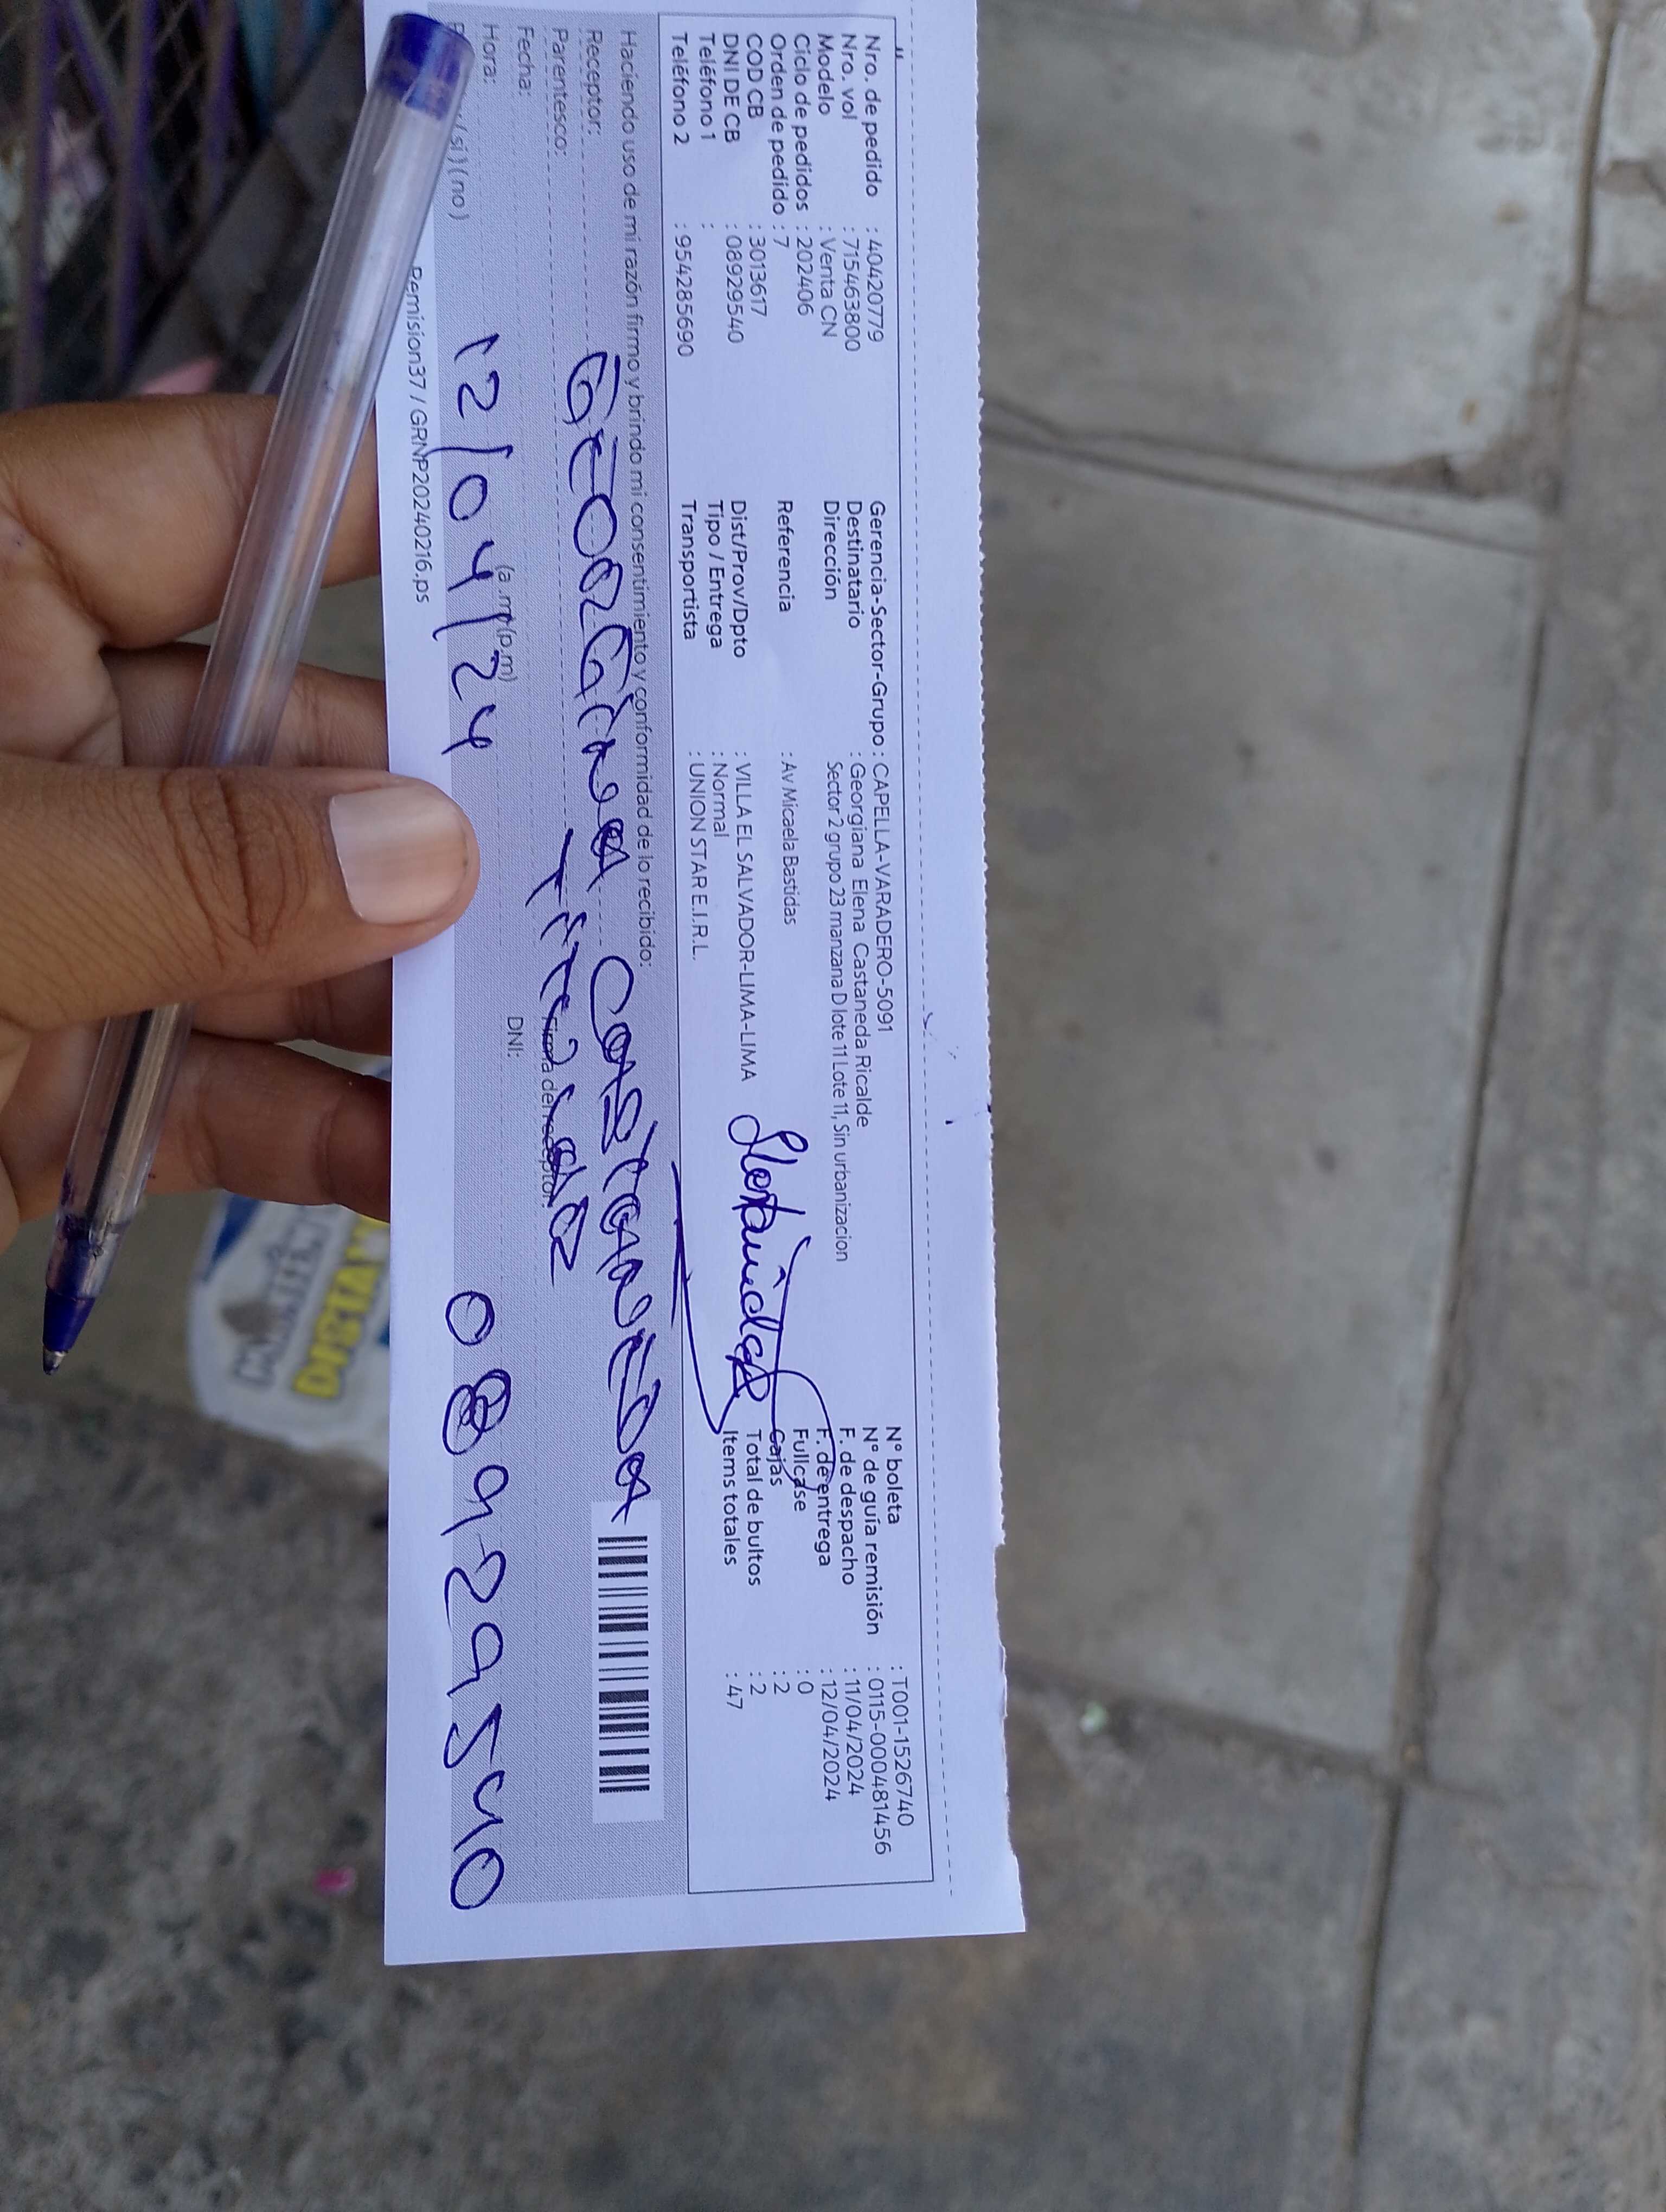 Nro. de pedido : 40420779
Nro. vol : 715463800
Modelo : Venta CN
Ciclo de pedidos : 202406
Orden de pedido : 7
COD CB : 3013617
DNI DE CB : 08929540
Teléfono 1 :
Teléfono 2 : 954285690
Gerencia-Sector-Grupo : CAPELLA-VARADERO-5091
Destinatario : Georgiana Elena Castaneda Ricalde
Dirección Sector 2 grupo 23 manzana D lote 11 Lote 11, Sin urbanizacion
Referencia : Av Micaela Bastidas
Dist/Prov/Dpto : VILLA EL SALVADOR-LIMA-LIMA
Tipo / Entrega : Normal
Transportista : UNION STAR E.I.R.L.
N° boleta : T001-1526740
N° de guía remisión : 0115-000481456
F. de despacho : 11/04/2024
F. de entrega : 12/04/2024
Fullcase : 0
Cajas : 2
Total de bultos : 2
Items totales : 47
Haciendo uso de mi razón firmo y brindo mi consentimiento y conformidad de lo recibido:
Receptor: GEORGiNA CASTANEDA
Parentesco: TiTULAR
Firma del receptor:
Fecha:
Hora: (a.m) (p.m)
DNI:
(si) (no)
12/04/24
08929540
Remision37 / GRNP20240216.ps